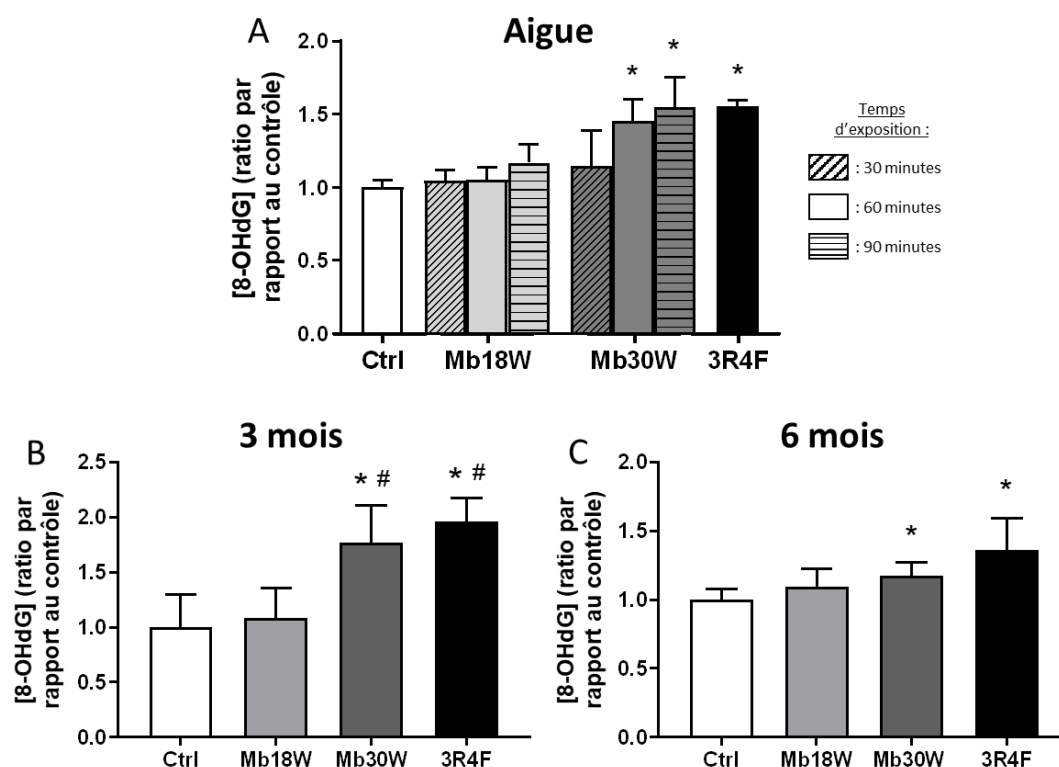 A
Aigue
[8-OHdG] (ratio par
rapport au contrôle)
2.0
1.5
1.0
0.5
0.0
*
*
*
Ctrl
Mb18W
Mb30W
3R4F
Temps
d'exposition :
: 30 minutes
: 60 minutes
: 90 minutes
B
3 mois
[8-OHdG] (ratio par
rapport au contrôle)
2.5
2.0
1.5
1.0
0.5
0.0
* #
* #
Ctrl
Mb18W
Mb30W
3R4F
C
6 mois
[8-OHdG] (ratio par
rapport au contrôle)
2.0
1.5
1.0
0.5
0.0
*
*
Ctrl
Mb18W
Mb30W
3R4F